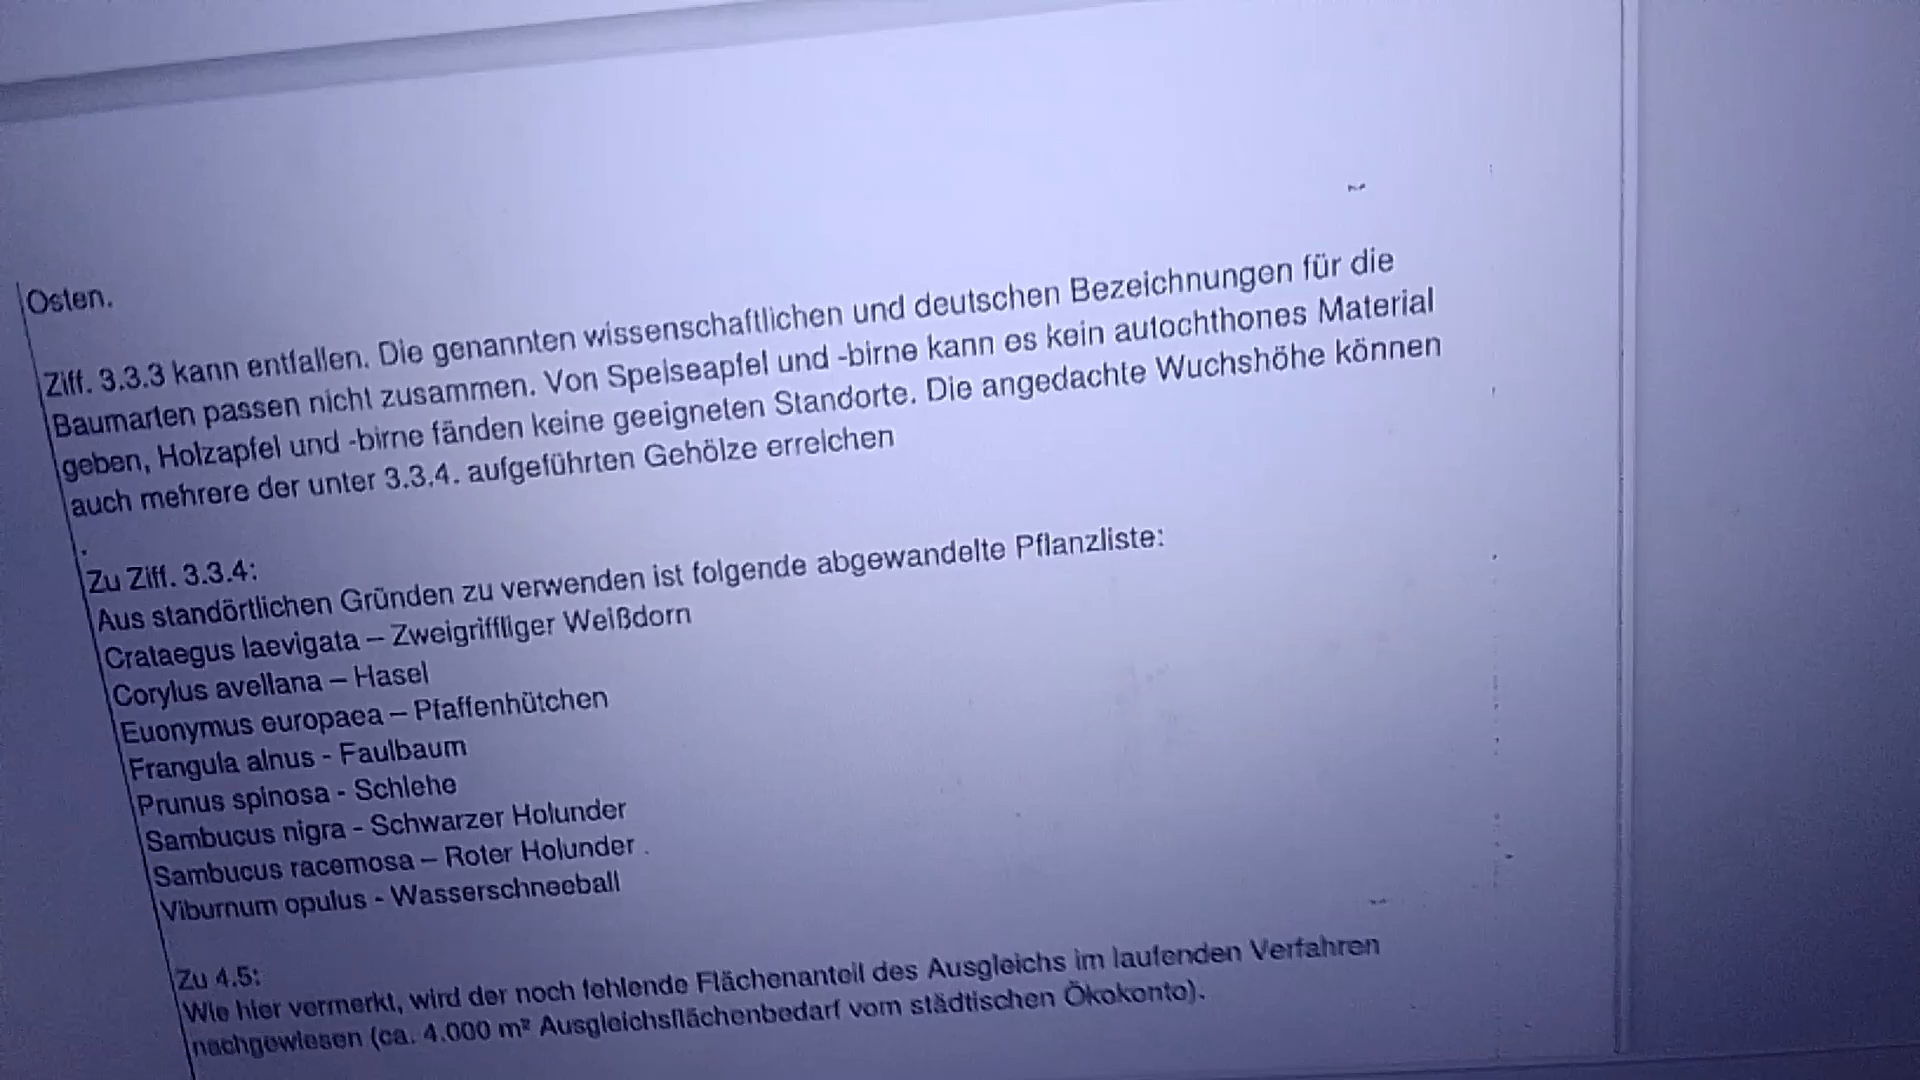 Osten.
Ziff. 3.3.3 kann entfallen. Die genannten wissenschaftlichen und deutschen Bezeichnungen für die
Baumarten passen nicht zusammen. Von Speiseapfel und -birne kann es kein autochthones Material
geben, Holzapfel und -birne fänden keine geeigneten Standorte. Die angedachte Wuchshöhe können
auch mehrere der unter 3.3.4. aufgeführten Gehölze erreichen
.
Zu Ziff. 3.3.4:
Aus standörtlichen Gründen zu verwenden ist folgende abgewandelte Pflanzliste:
Crataegus laevigata – Zweigriffliger Weißdorn
Corylus avellana – Hasel
Euonymus europaea – Pfaffenhütchen
Frangula alnus - Faulbaum
Prunus spinosa - Schlehe
Sambucus nigra - Schwarzer Holunder
Sambucus racemosa – Roter Holunder
Viburnum opulus - Wasserschneeball
Zu 4.5:
Wie hier vermerkt, wird der noch fehlende Flächenanteil des Ausgleichs im laufenden Verfahren
nachgewiesen (ca. 4.000 m² Ausgleichsflächenbedarf vom städtischen Ökokonto).